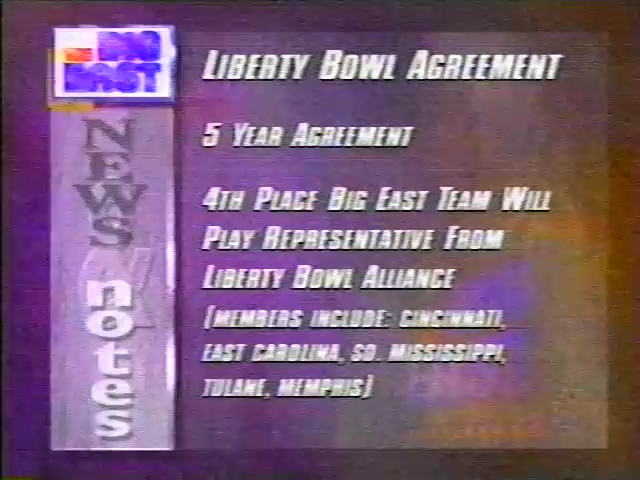 BIG
EAST
NEWS
notes
LIBERTY BOWL AGREEMENT
5 YEAR AGREEMENT
4TH PLACE BIG EAST TEAM WILL
PLAY REPRESENTATIVE FROM
LIBERTY BOWL ALLIANCE
(MEMBERS INCLUDE: CINCINNATI,
EAST CAROLINA, SO. MISSISSIPPI,
TULANE, MEMPHIS)